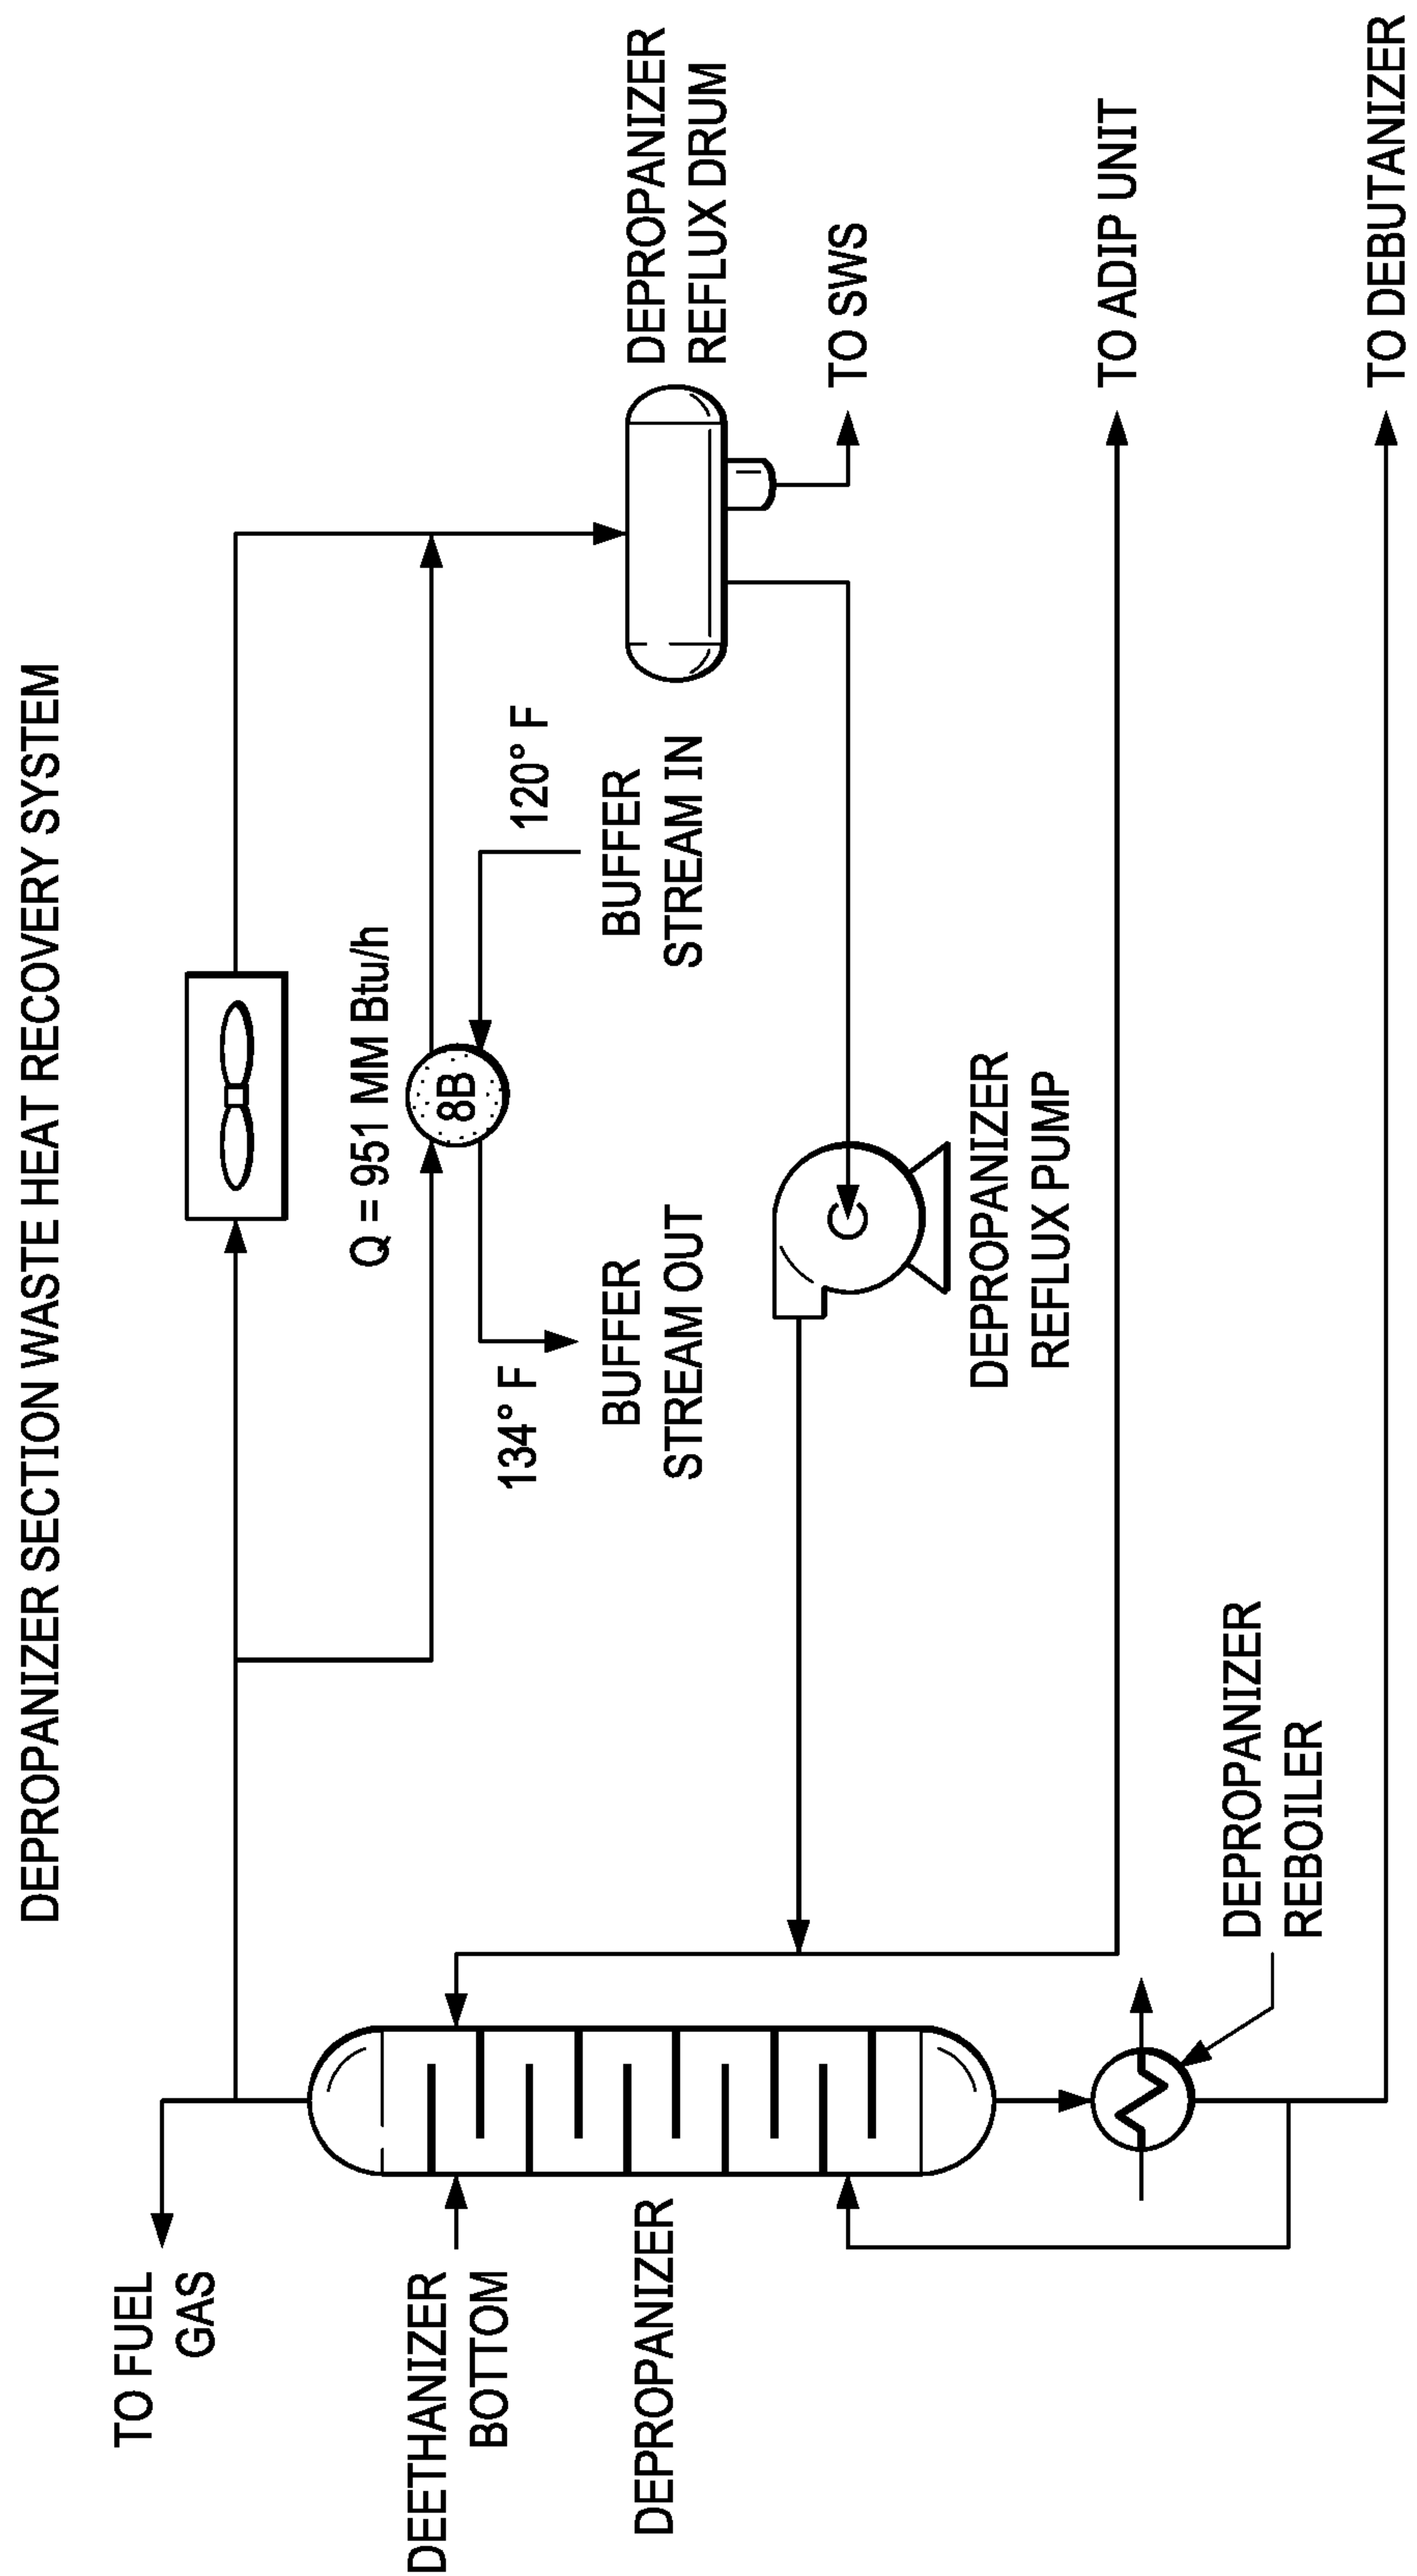 DEPROPANIZER SECTION WASTE HEAT RECOVERY SYSTEM
TO FUEL
GAS
Q = 951 MM Btu/h
8B
134° F
120° F
BUFFER
STREAM OUT
BUFFER
STREAM IN
DEPROPANIZER
REFLUX DRUM
DEETHANIZER
BOTTOM
DEPROPANIZER
TO SWS
DEPROPANIZER
REFLUX PUMP
TO ADIP UNIT
DEPROPANIZER
REBOILER
TO DEBUTANIZER